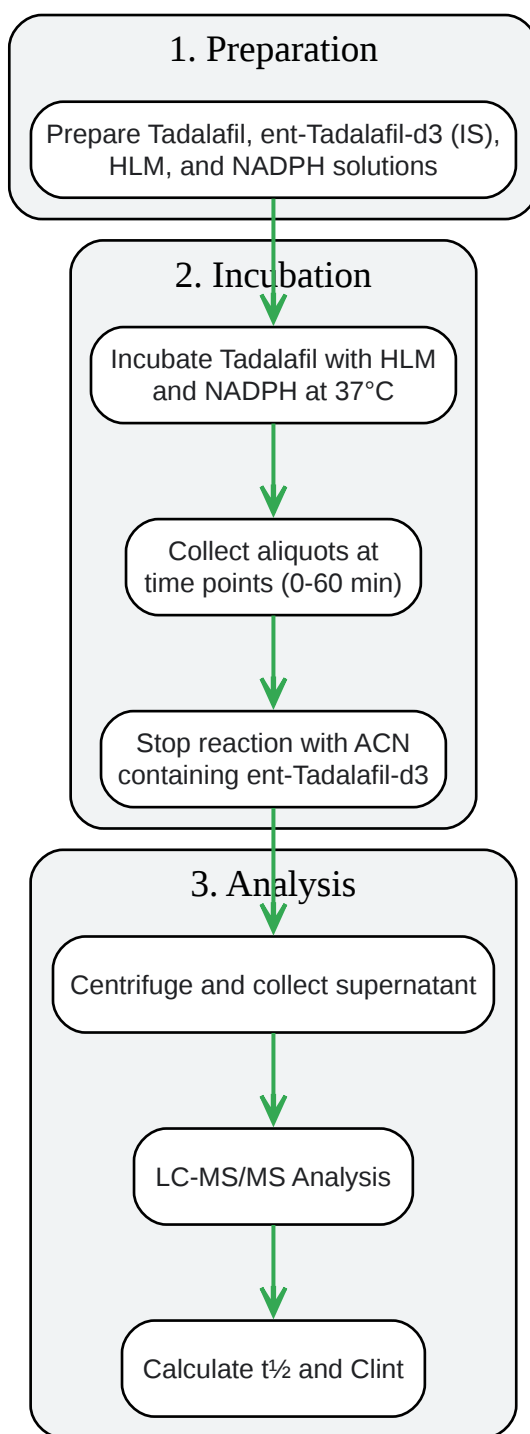 1. Preparation
Prepare Tadalafil, ent-Tadalafil-d3 (IS),
HLM, and NADPH solutions
2. Incubation
Incubate Tadalafil with HLM
and NADPH at 37°C
Collect aliquots at
time points (0-60 min)
Stop reaction with ACN
containing ent-Tadalafil-d3
3. Analysis
Centrifuge and collect supernatant
LC-MS/MS Analysis
Calculate t½ and Clint